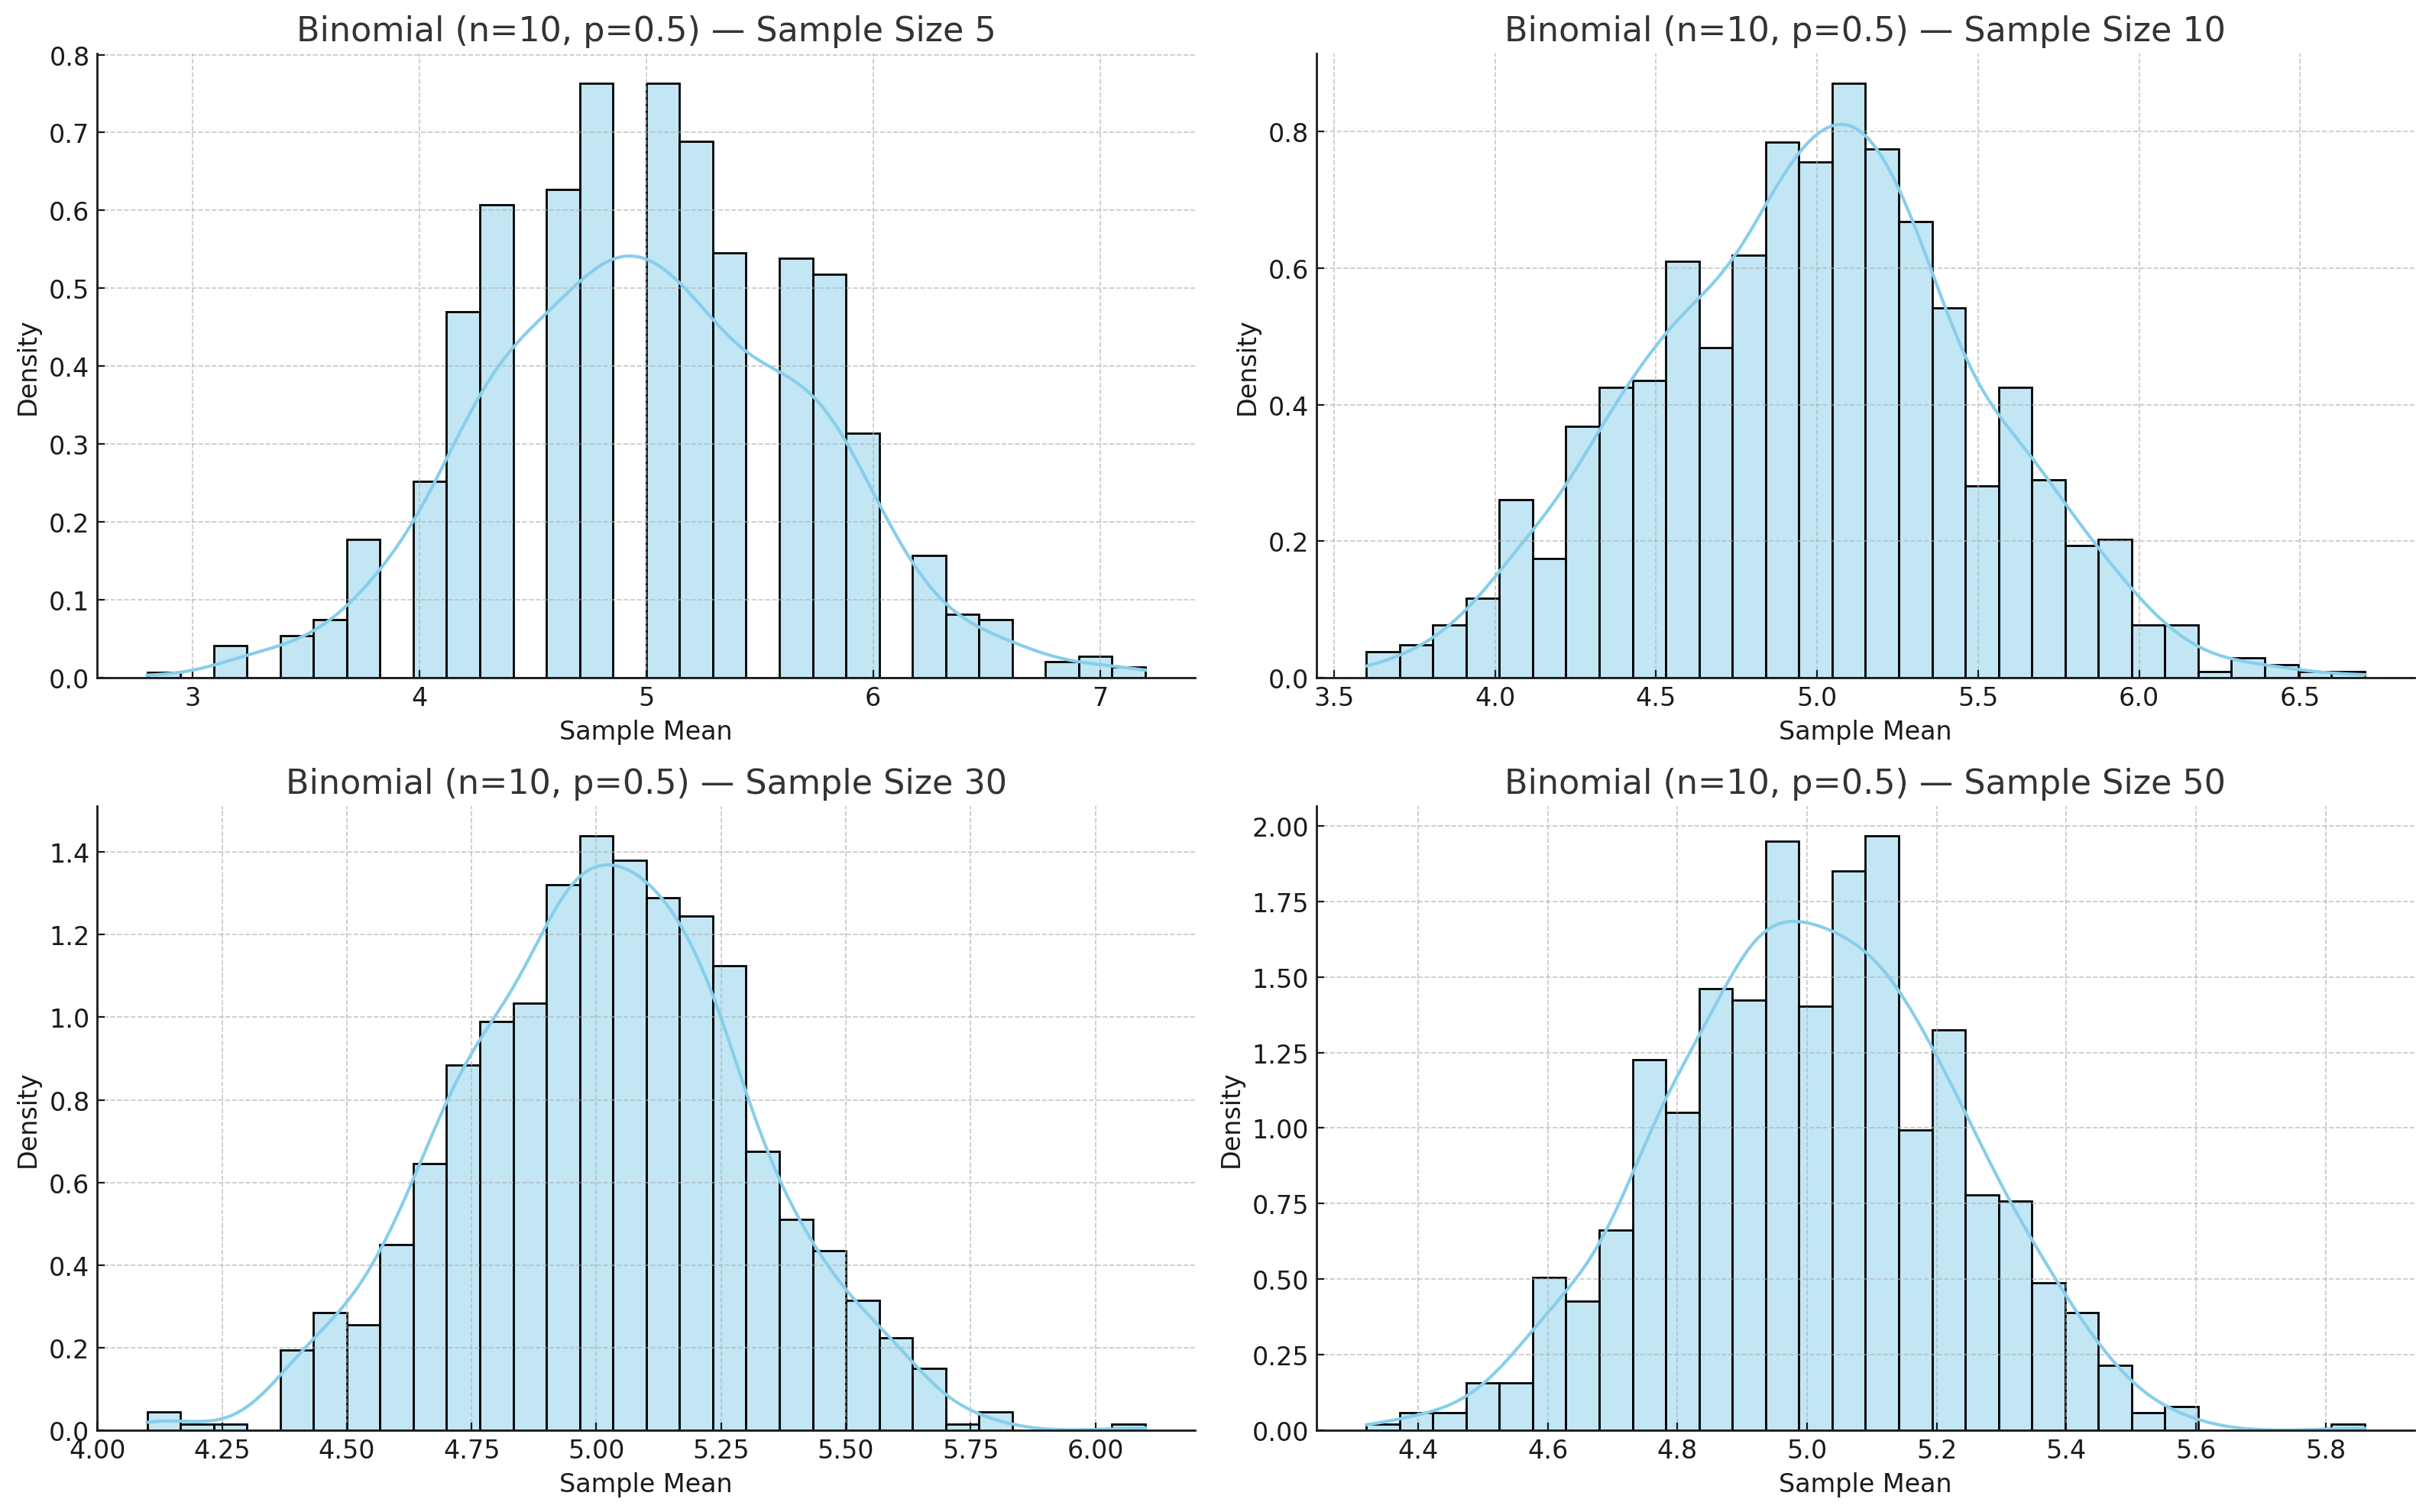 Binomial (n=10, p=0.5) — Sample Size 5
0.8
0.7
0.6
0.5
0.4
0.3
0.2
0.1
0.0
Density
3 4 5 6 7
Sample Mean
Binomial (n=10, p=0.5) — Sample Size 10
0.8
0.6
0.4
0.2
0.0
Density
3.5 4.0 4.5 5.0 5.5 6.0 6.5
Sample Mean
Binomial (n=10, p=0.5) — Sample Size 30
1.4
1.2
1.0
0.8
0.6
0.4
0.2
0.0
Density
4.00 4.25 4.50 4.75 5.00 5.25 5.50 5.75 6.00
Sample Mean
Binomial (n=10, p=0.5) — Sample Size 50
2.00
1.75
1.50
1.25
1.00
0.75
0.50
0.25
0.00
Density
4.4 4.6 4.8 5.0 5.2 5.4 5.6 5.8
Sample Mean